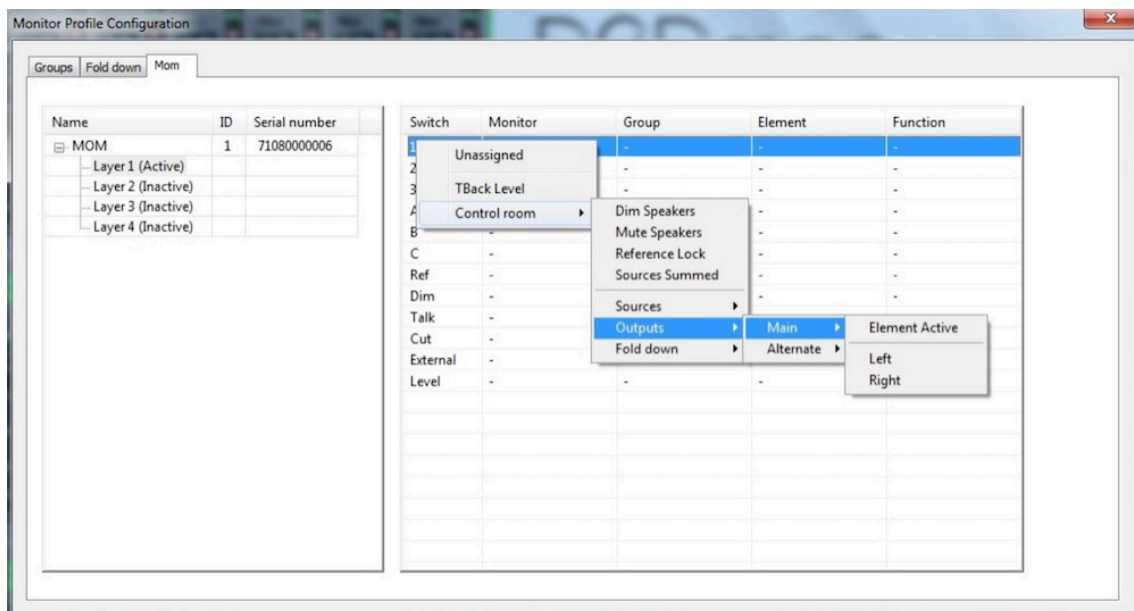 Monitor Profile Configuration
Groups Fold down Mom
Name ID Serial number
MOM 1 71080000006
Layer 1 (Active)
Layer 2 (Inactive)
Layer 3 (Inactive)
Layer 4 (Inactive)
Switch Monitor Group Element Function
1 - - -
2 - - -
3 - - -
A - -
B - - -
C - - -
Ref - - -
Dim - - -
Talk -
Cut -
External -
Level - - -
Unassigned
TBack Level
Control room
Dim Speakers
Mute Speakers
Reference Lock
Sources Summed
Sources
Outputs
Fold down
Main
Alternate
Element Active
Left
Right